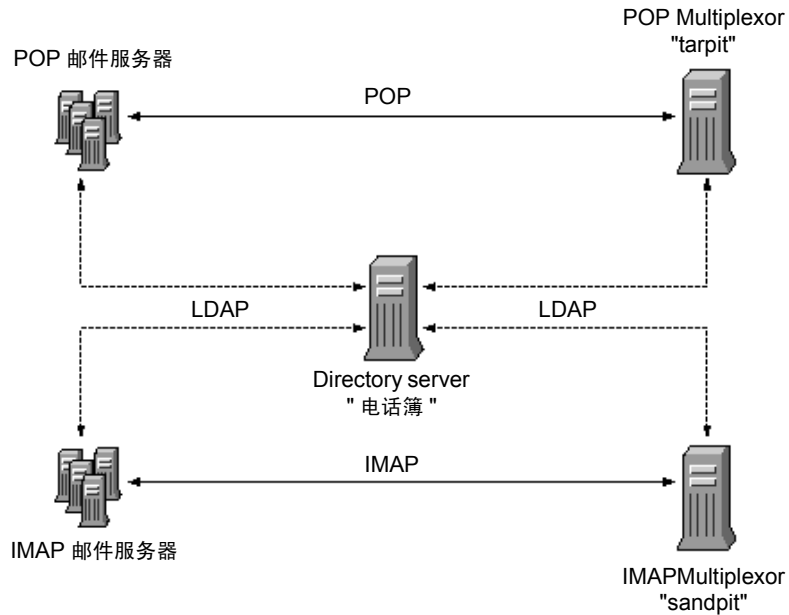 POP Multiplexor
"tarpit"
POP 邮件服务器
POP
LDAP
LDAP
Directory server
" 电话簿 "
IMAP
IMAP 邮件服务器
IMAPMultiplexor
"sandpit"